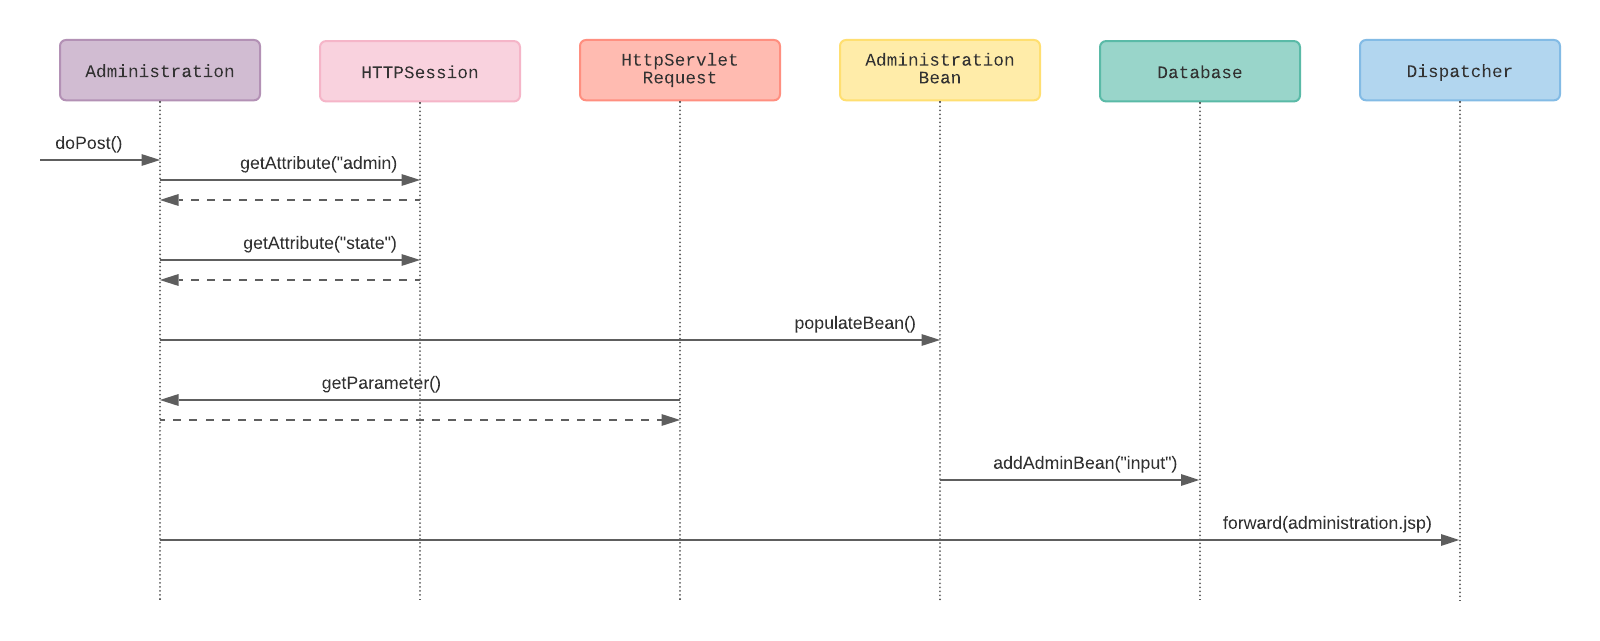 Administration
HTTPSession
HttpServlet
Request
Administration
Bean
Database
Dispatcher
doPost()
getAttribute("admin)
getAttribute("state")
populateBean()
getParameter()
addAdminBean("input")
forward(administration.jsp)